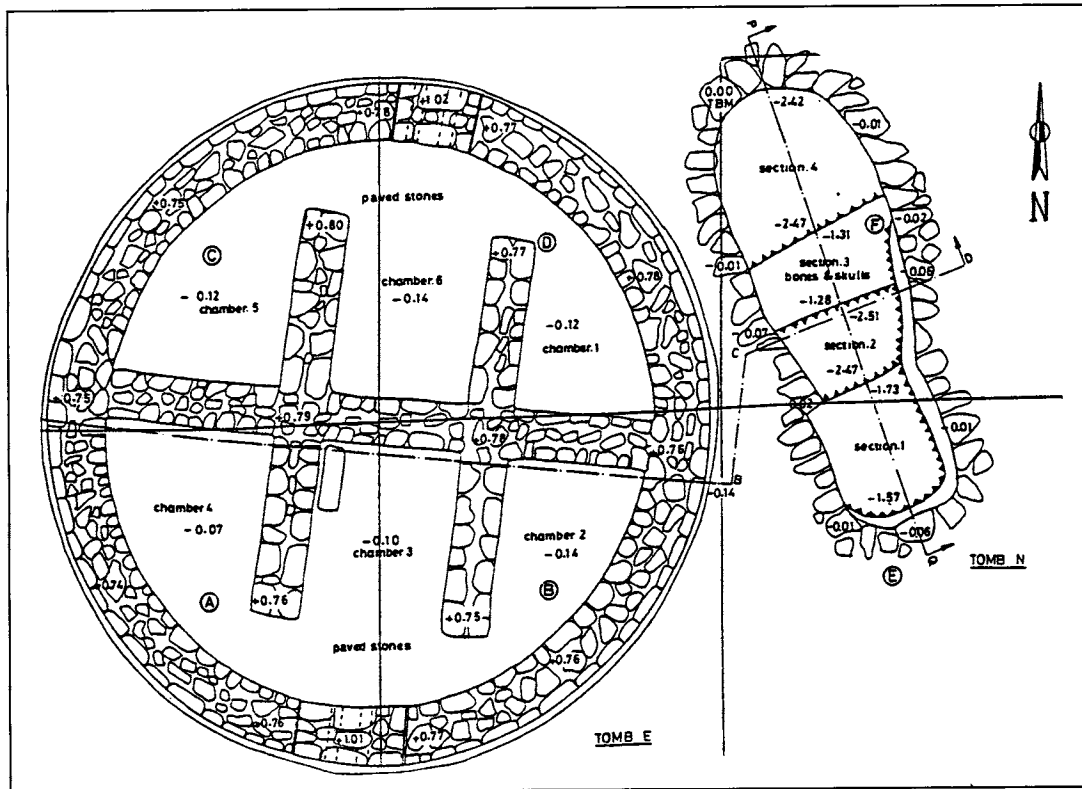 +1.02
+0.78
+0.77
+0.75
paved stones
+0.80
C
D
+0.77
chamber.6
-0.14
-0.12
chamber.5
+0.78
-0.12
chamber.1
+0.75
+0.79
+0.78
+0.76
chamber 4
-0.07
-0.10
chamber 3
chamber 2
-0.14
+0.74
A
+0.76
B
+0.75
paved stones
+0.76
+0.76
+1.01
+0.77
TOMB E
0.00
TBM
-2.42
-0.01
section.4
-2.47
F
-1.31
-0.02
-0.01
section.3
bones & skulls
-0.06
D
-1.28
-2.51
-0.07
C
section.2
-2.47
-1.73
section.1
-0.01
B
-0.14
-1.57
-0.01
-0.06
E
TOMB N
N